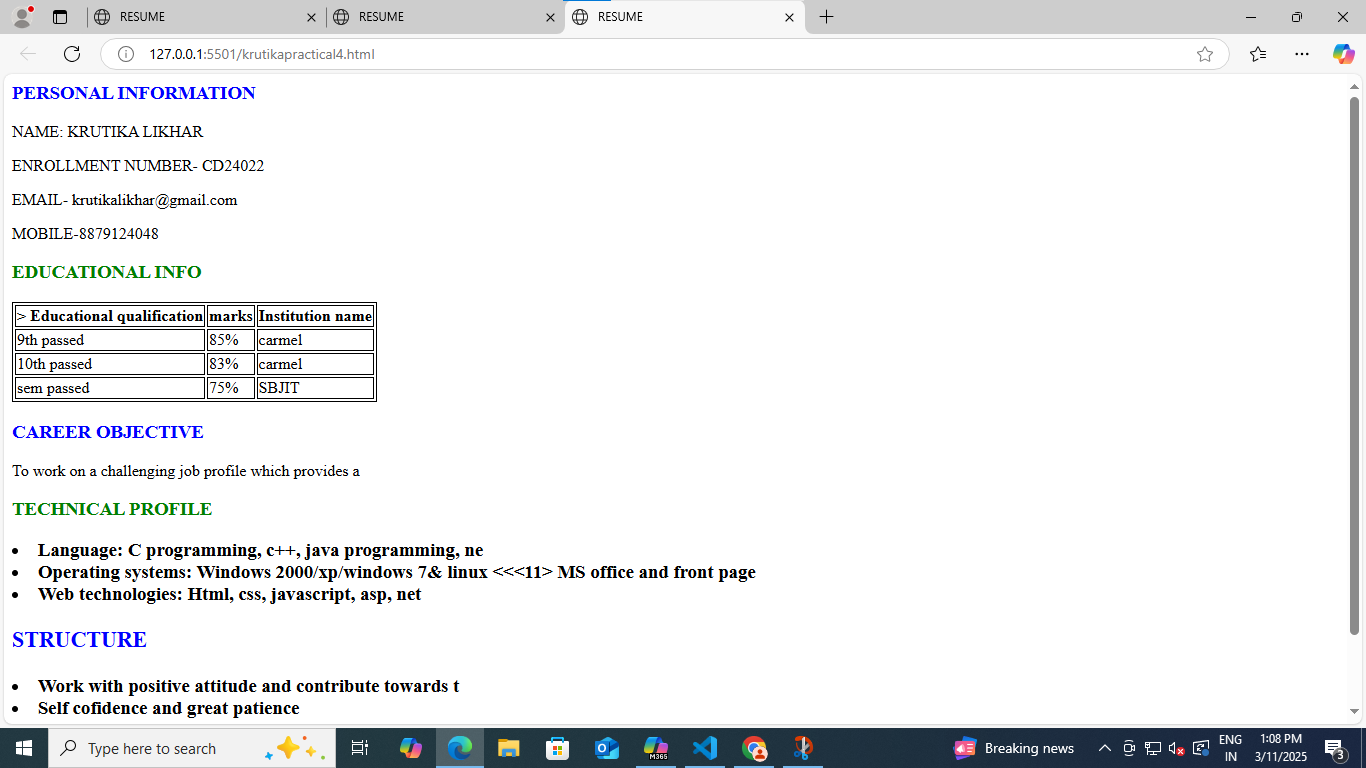 RESUME
RESUME
RESUME
127.0.0.1:5501/krutikapractical4.html
PERSONAL INFORMATION
NAME: KRUTIKA LIKHAR
ENROLLMENT NUMBER- CD24022
EMAIL- krutikalikhar@gmail.com
MOBILE-8879124048
EDUCATIONAL INFO
> Educational qualification marks Institution name
9th passed 85% carmel
10th passed 83% carmel
sem passed 75% SBJIT
CAREER OBJECTIVE
To work on a challenging job profile which provides a
TECHNICAL PROFILE
• Language: C programming, c++, java programming, ne
• Operating systems: Windows 2000/xp/windows 7& linux <<<11> MS office and front page
• Web technologies: Html, css, javascript, asp, net
STRUCTURE
• Work with positive attitude and contribute towards t
• Self cofidence and great patience
Type here to search
M365
Breaking news
ENG
IN
1:08 PM
3/11/2025
3